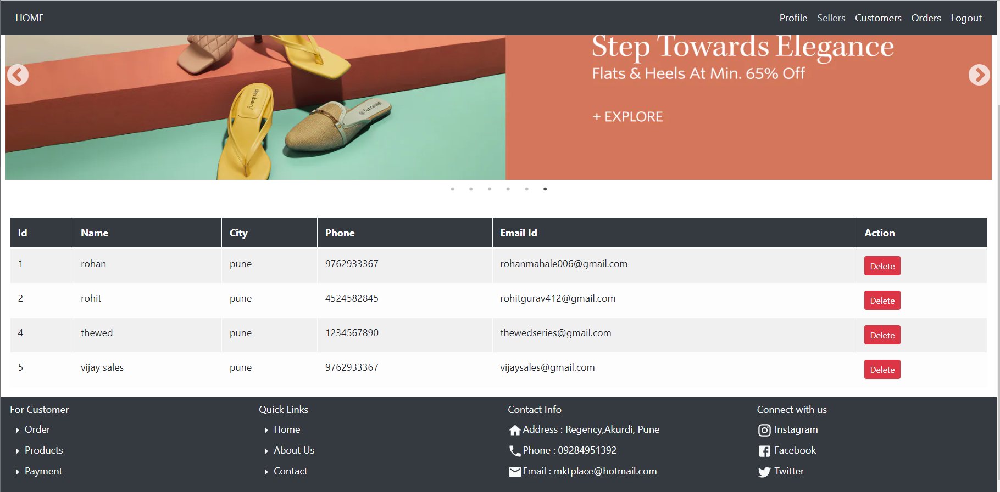 HOME Profile Sellers Customers Orders Logout
Step Towards Elegance
Flats & Heels At Min. 65% Off
+ EXPLORE
dressberry
dressberry
Id Name City Phone Email Id Action
1 rohan pune 9762933367 rohanmahale006@gmail.com Delete
2 rohit pune 4524582845 rohitgurav412@gmail.com Delete
4 thewed pune 1234567890 thewedseries@gmail.com Delete
5 vijay sales pune 9762933367 vijaysales@gmail.com Delete
For Customer Quick Links Contact Info Connect with us
Order Home Address : Regency,Akurdi, Pune Instagram
Products About Us Phone : 09284951392 Facebook
Payment Contact Email : mktplace@hotmail.com Twitter